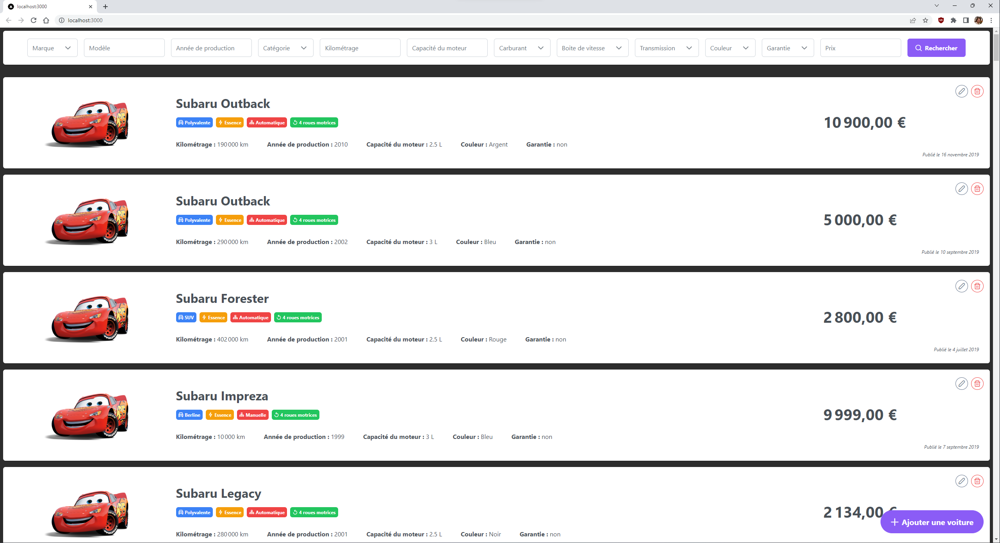 localhost:3000
localhost:3000
Marque Modèle Année de production Catégorie Kilométrage Capacité du moteur Carburant Boite de vitesse Transmission Couleur Garantie Prix Rechercher
Subaru Outback
Polyvalente Essence Automatique 4 roues motrices
10 900,00 €
Kilométrage : 190 000 km Année de production : 2010 Capacité du moteur : 2.5 L Couleur : Argent Garantie : non
Publié le 16 novembre 2019
Subaru Outback
Polyvalente Essence Automatique 4 roues motrices
5 000,00 €
Kilométrage : 290 000 km Année de production : 2002 Capacité du moteur : 3 L Couleur : Bleu Garantie : non
Publié le 10 septembre 2019
Subaru Forester
SUV Essence Automatique 4 roues motrices
2 800,00 €
Kilométrage : 402 000 km Année de production : 2001 Capacité du moteur : 2.5 L Couleur : Rouge Garantie : non
Publié le 4 juillet 2019
Subaru Impreza
Berline Essence Manuelle 4 roues motrices
9 999,00 €
Kilométrage : 10 000 km Année de production : 1999 Capacité du moteur : 3 L Couleur : Bleu Garantie : non
Publié le 7 septembre 2019
Subaru Legacy
Polyvalente Essence Automatique 4 roues motrices
2 134,00 €
Ajouter une voiture
Kilométrage : 280 000 km Année de production : 2001 Capacité du moteur : 2.5 L Couleur : Noir Garantie : non